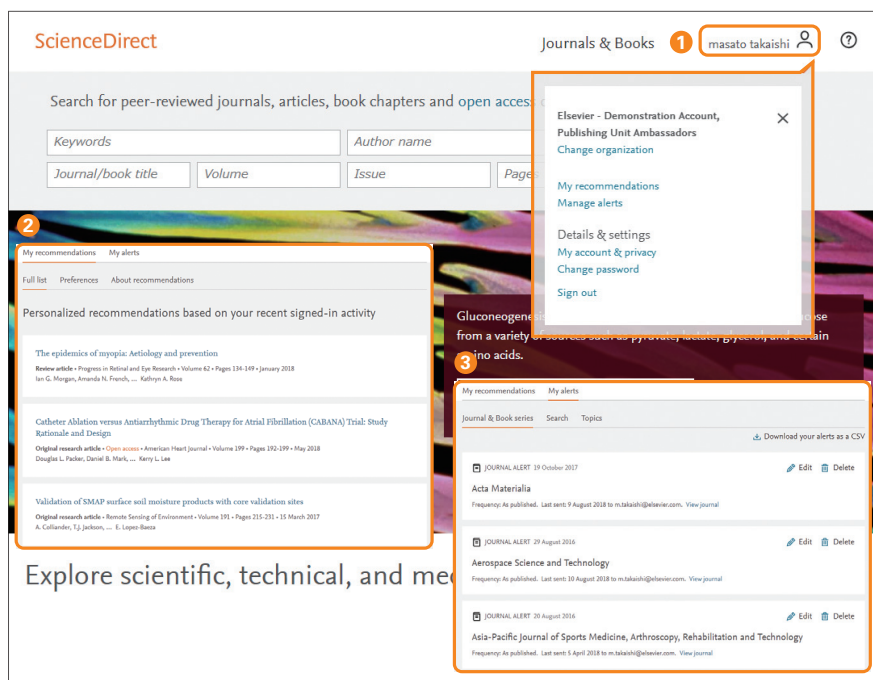 ScienceDirect
Journals & Books
1
masato takaishi
?
Search for peer-reviewed journals, articles, book chapters and open access
Keywords
Author name
Journal/book title
Volume
Issue
Pages
Elsevier - Demonstration Account,
Publishing Unit Ambassadors
Change organization
My recommendations
Manage alerts
Details & settings
My account & privacy
Change password
Sign out
2
My recommendations My alerts
Full list Preferences About recommendations
Personalized recommendations based on your recent signed-in activity
The epidemics of myopia: Aetiology and prevention
Review article • Progress in Retinal and Eye Research • Volume 62 • Pages 134-149 • January 2018
Ian G. Morgan, Amanda N. French, ... Kathryn A. Rose
Catheter Ablation versus Antiarrhythmic Drug Therapy for Atrial Fibrillation (CABANA) Trial: Study
Rationale and Design
Original research article • Open access • American Heart Journal • Volume 199 • Pages 192-199 • May 2018
Douglas L. Packer, Daniel B. Mark, ... Kerry L. Lee
Validation of SMAP surface soil moisture products with core validation sites
Original research article • Remote Sensing of Environment • Volume 191 • Pages 215-231 • 15 March 2017
A. Colliander, T.J. Jackson, ... E. Lopez-Baeza
Gluconeogenesis
from a variety of sources such as pyruvate, lactate, glycerol, and certain
amino acids.
3
My recommendations My alerts
Journal & Book series Search Topics
Download your alerts as a CSV
JOURNAL ALERT 19 October 2017 Edit Delete
Acta Materialia
Frequency: As published. Last sent: 9 August 2018 to m.takaishi@elsevier.com. View journal
JOURNAL ALERT 29 August 2016 Edit Delete
Aerospace Science and Technology
Frequency: As published. Last sent: 10 August 2018 to m.takaishi@elsevier.com. View journal
JOURNAL ALERT 20 August 2016 Edit Delete
Asia-Pacific Journal of Sports Medicine, Arthroscopy, Rehabilitation and Technology
Frequency: As published. Last sent: 5 April 2018 to m.takaishi@elsevier.com. View journal
Explore scientific, technical, and me